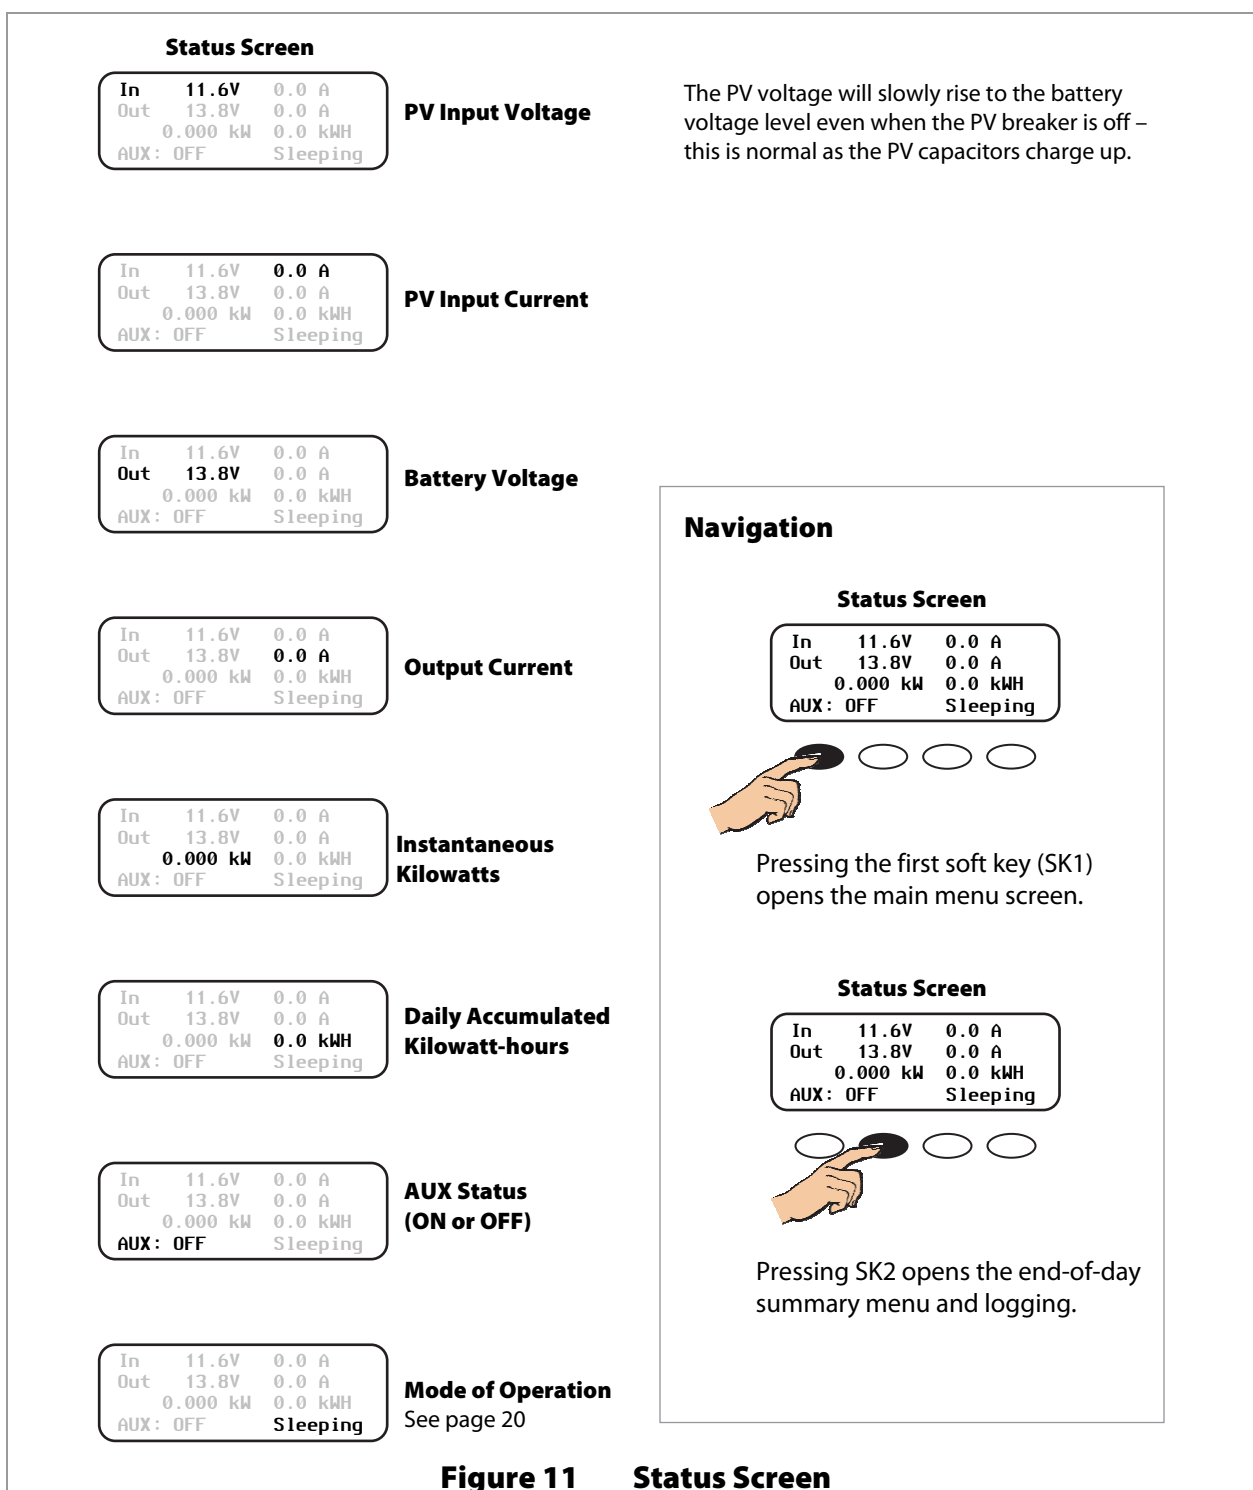 Status Screen
In 11.6V 0.0 A
Out 13.8V 0.0 A
0.000 kW 0.0 kWH
AUX: OFF Sleeping
PV Input Voltage
The PV voltage will slowly rise to the battery
voltage level even when the PV breaker is off –
this is normal as the PV capacitors charge up.
In 11.6V 0.0 A
Out 13.8V 0.0 A
0.000 kW 0.0 kWH
AUX: OFF Sleeping
PV Input Current
In 11.6V 0.0 A
Out 13.8V 0.0 A
0.000 kW 0.0 kWH
AUX: OFF Sleeping
Battery Voltage
In 11.6V 0.0 A
Out 13.8V 0.0 A
0.000 kW 0.0 kWH
AUX: OFF Sleeping
Output Current
In 11.6V 0.0 A
Out 13.8V 0.0 A
0.000 kW 0.0 kWH
AUX: OFF Sleeping
Instantaneous
Kilowatts
In 11.6V 0.0 A
Out 13.8V 0.0 A
0.000 kW 0.0 kWH
AUX: OFF Sleeping
Daily Accumulated
Kilowatt-hours
In 11.6V 0.0 A
Out 13.8V 0.0 A
0.000 kW 0.0 kWH
AUX: OFF Sleeping
AUX Status
(ON or OFF)
In 11.6V 0.0 A
Out 13.8V 0.0 A
0.000 kW 0.0 kWH
AUX: OFF Sleeping
Mode of Operation
See page 20
Navigation
Status Screen
In 11.6V 0.0 A
Out 13.8V 0.0 A
0.000 kW 0.0 kWH
AUX: OFF Sleeping
Pressing the first soft key (SK1)
opens the main menu screen.
Status Screen
In 11.6V 0.0 A
Out 13.8V 0.0 A
0.000 kW 0.0 kWH
AUX: OFF Sleeping
Pressing SK2 opens the end-of-day
summary menu and logging.
Figure 11 Status Screen